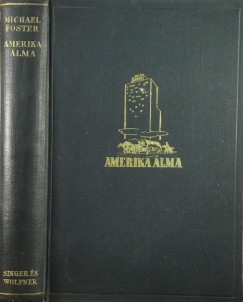 MICHAEL
FOSTER
AMERIKA
ÁLMA
SINGER ÉS
WOLFNER
AMERIKA ÁLMA